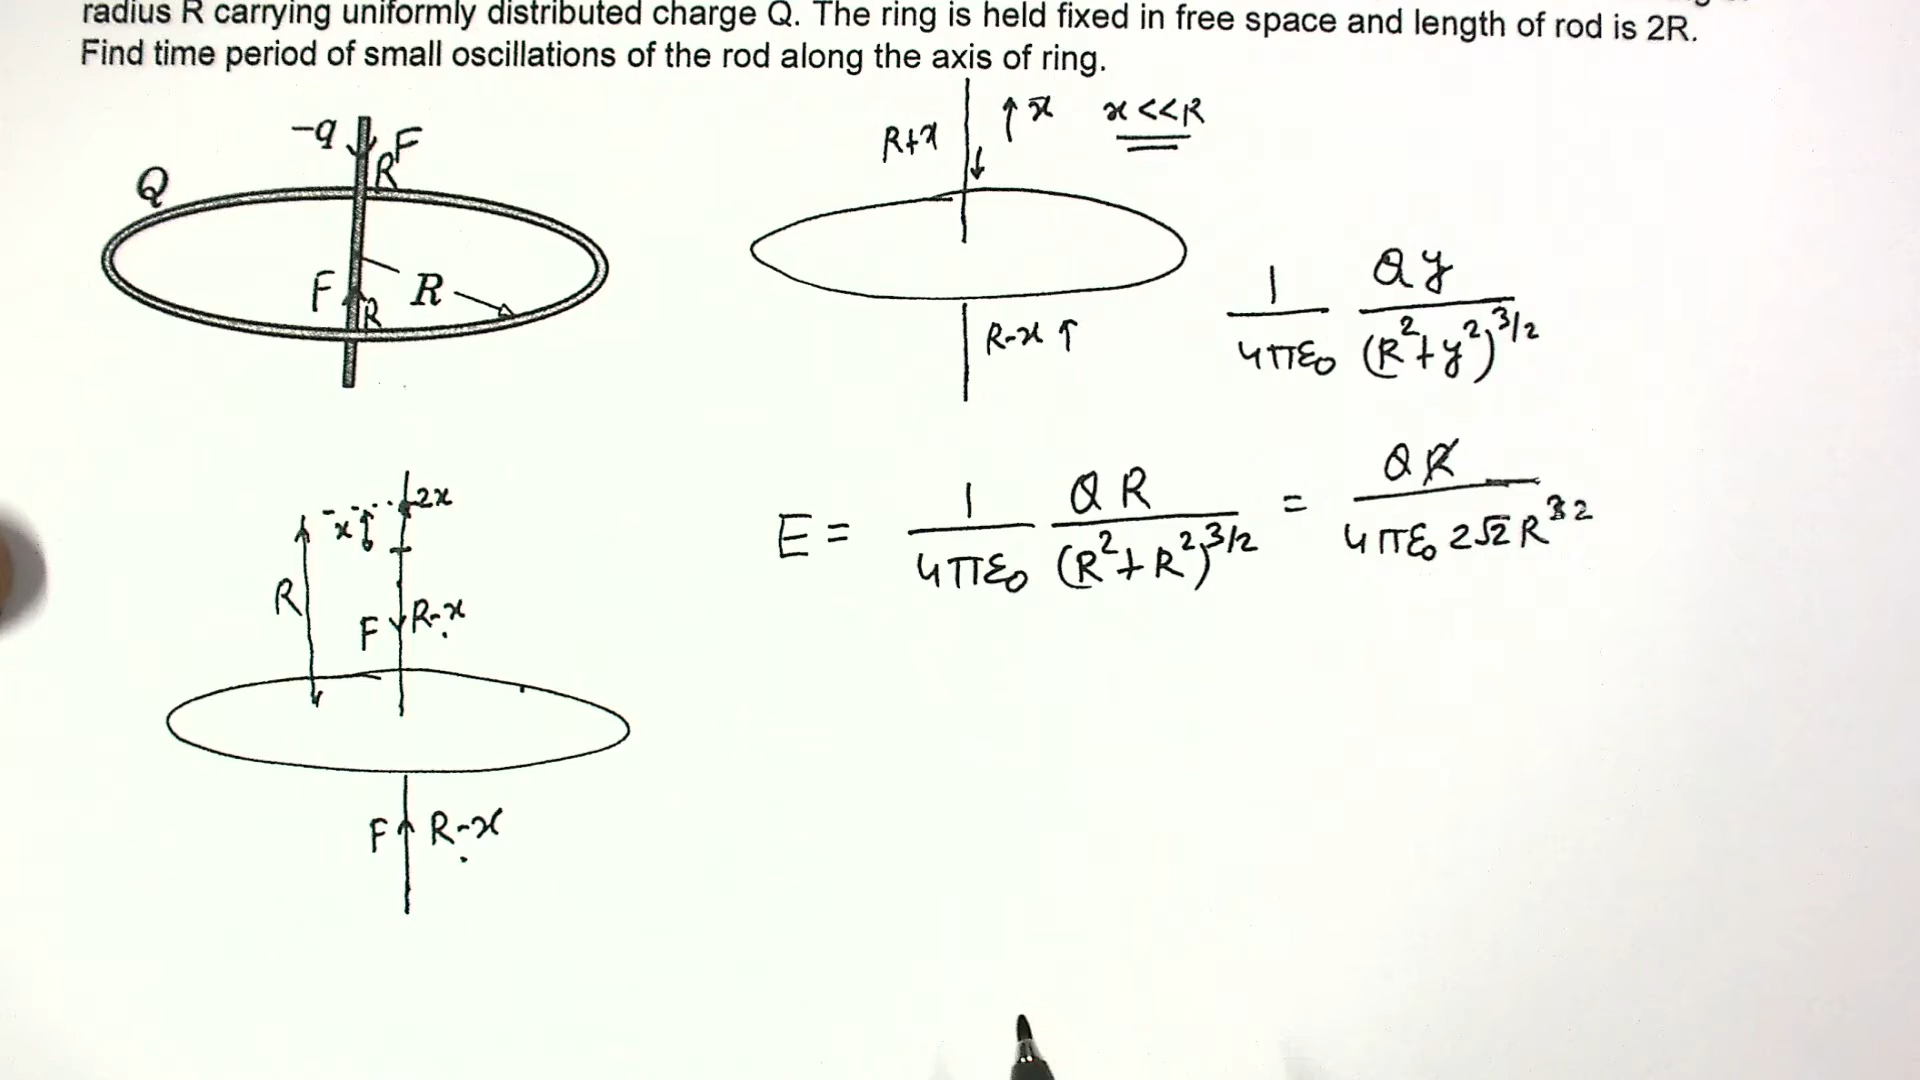 radius R carrying uniformly distributed charge Q. The ring is held fixed in free space and length of rod is 2R.
Find time period of small oscillations of the rod along the axis of ring.
-q F
R
Q
F R
R
R+x ↑x x<<R
R-x ↑
1/4πε₀ Qy/(R²+y²)^3/2
2x
x
R
F R-x
F R-x
E = 1/4πε₀ QR/(R²+R²)^3/2 = QR/4πε₀ 2√2 R^3 2